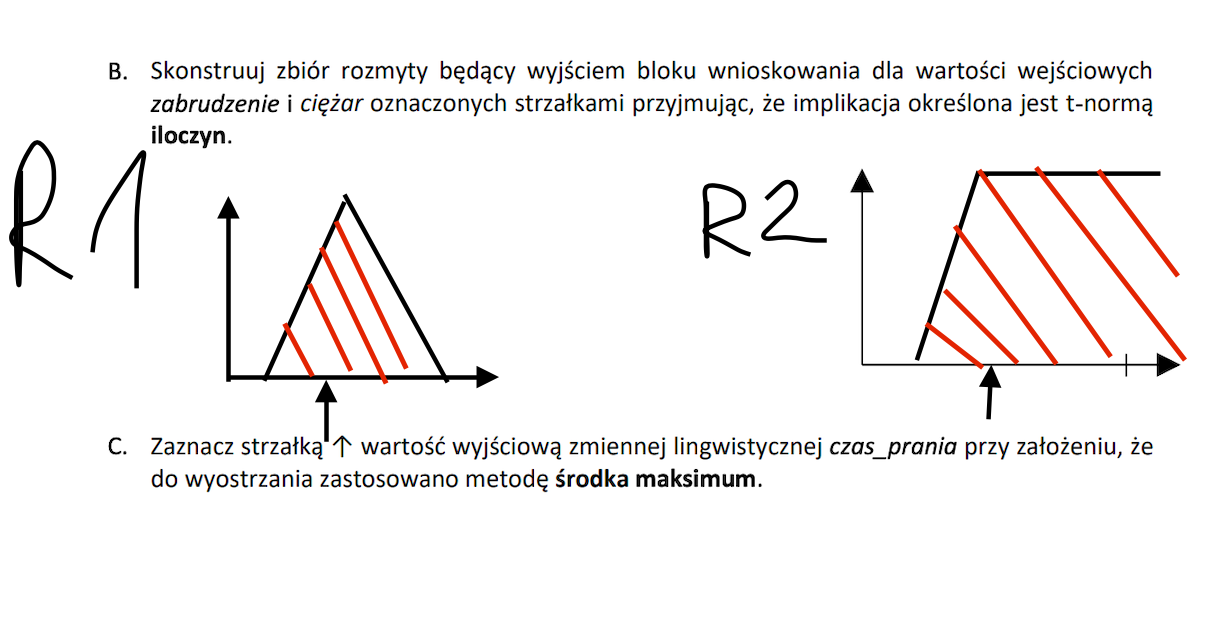 B. Skonstruuj zbiór rozmyty będący wyjściem bloku wnioskowania dla wartości wejściowych
zabrudzenie i ciężar oznaczonych strzałkami przyjmując, że implikacja określona jest t-normą
iloczyn.
R1
R2
C. Zaznacz strzałką ↑ wartość wyjściową zmiennej lingwistycznej czas_prania przy założeniu, że
do wyostrzania zastosowano metodę środka maksimum.